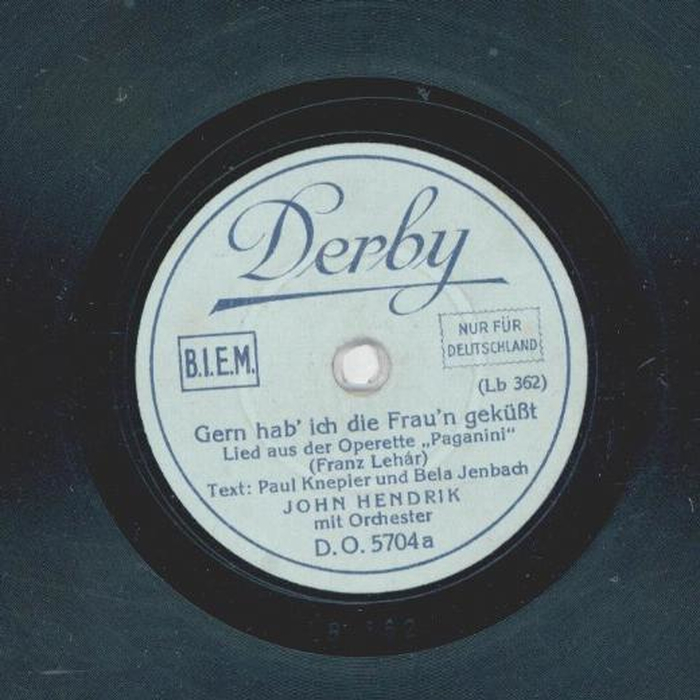 Derby
B.I.E.M.
NUR FÜR
DEUTSCHLAND
(Lb 362)
Gern hab' ich die Frau'n geküßt
Lied aus der Operette „Paganini“
(Franz Lehár)
Text: Paul Knepler und Bela Jenbach
JOHN HENDRIK
mit Orchester
D.O. 5704a